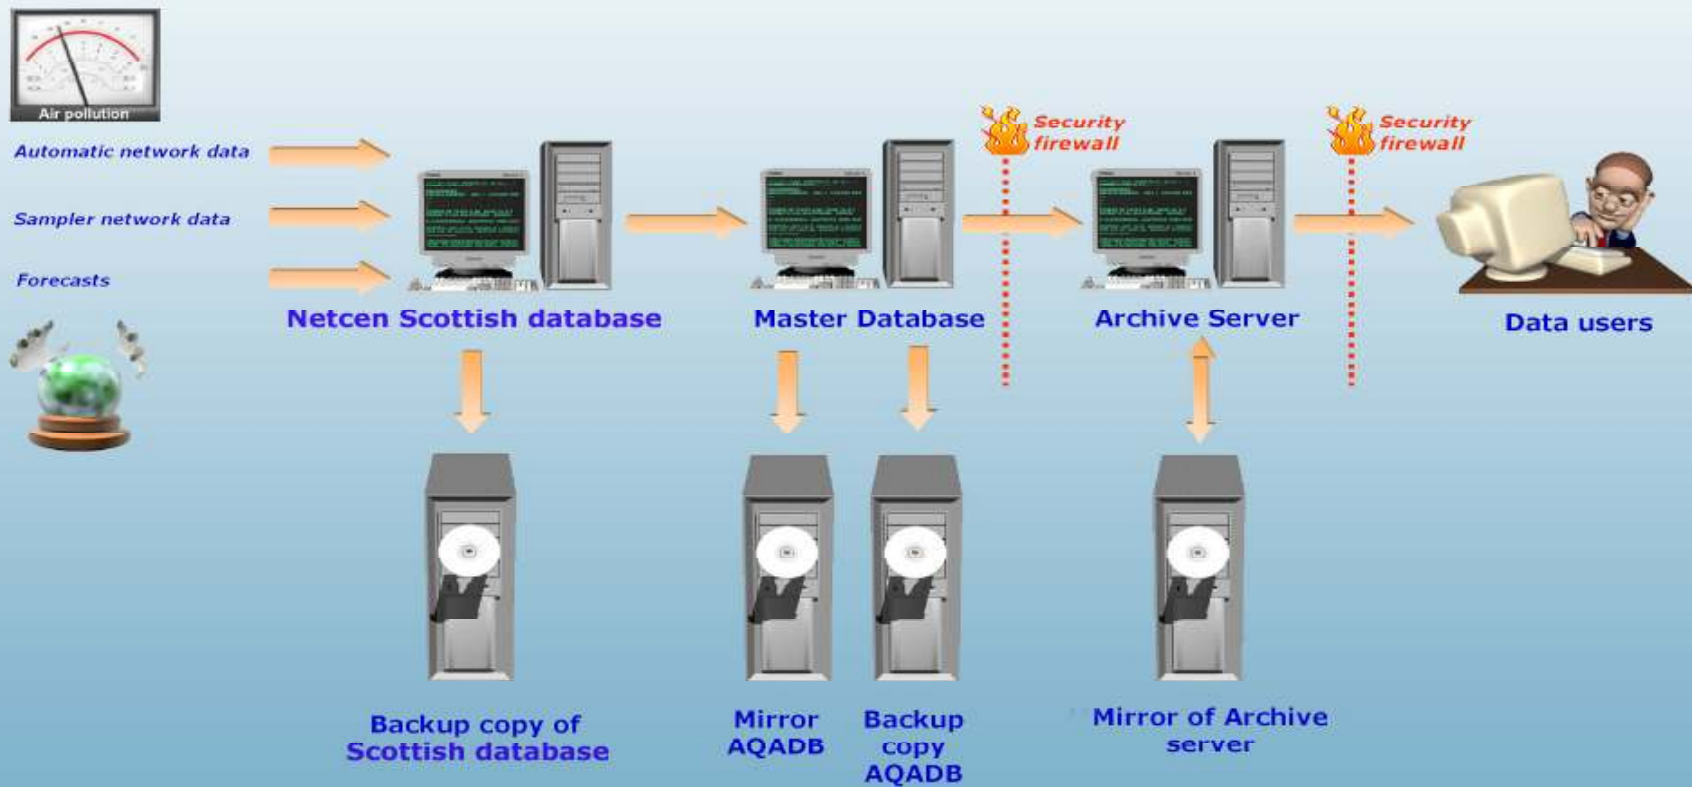 Air pollution
Automatic network data
Sampler network data
Forecasts
Security
firewall
Security
firewall
Netcen Scottish database
Master Database
Archive Server
Data users
Backup copy of
Scottish database
Mirror
AQADB
Backup
copy
AQADB
Mirror of Archive
server